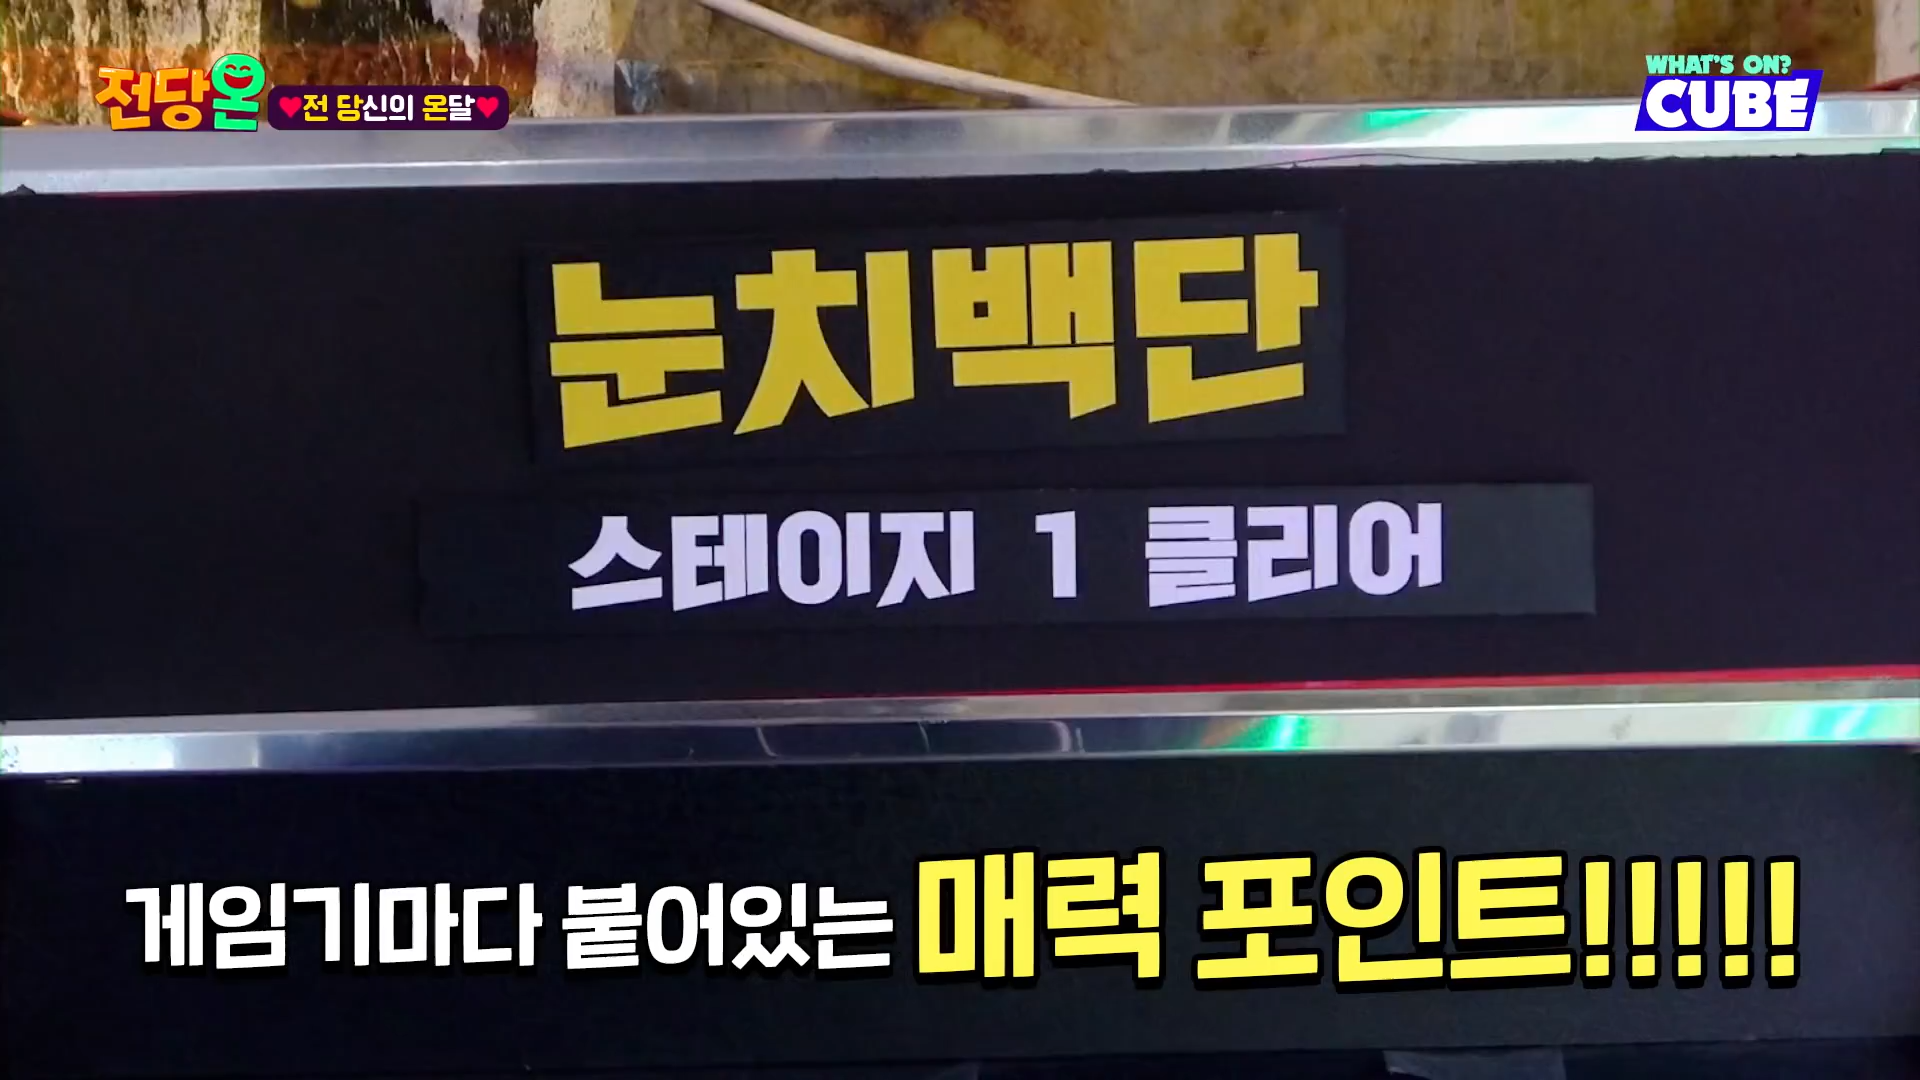 전당온 ♥전 당신의 온달♥
WHAT'S ON?
CUBE
눈치백단
스테이지 1 클리어
게임기마다 붙어있는 매력 포인트!!!!!